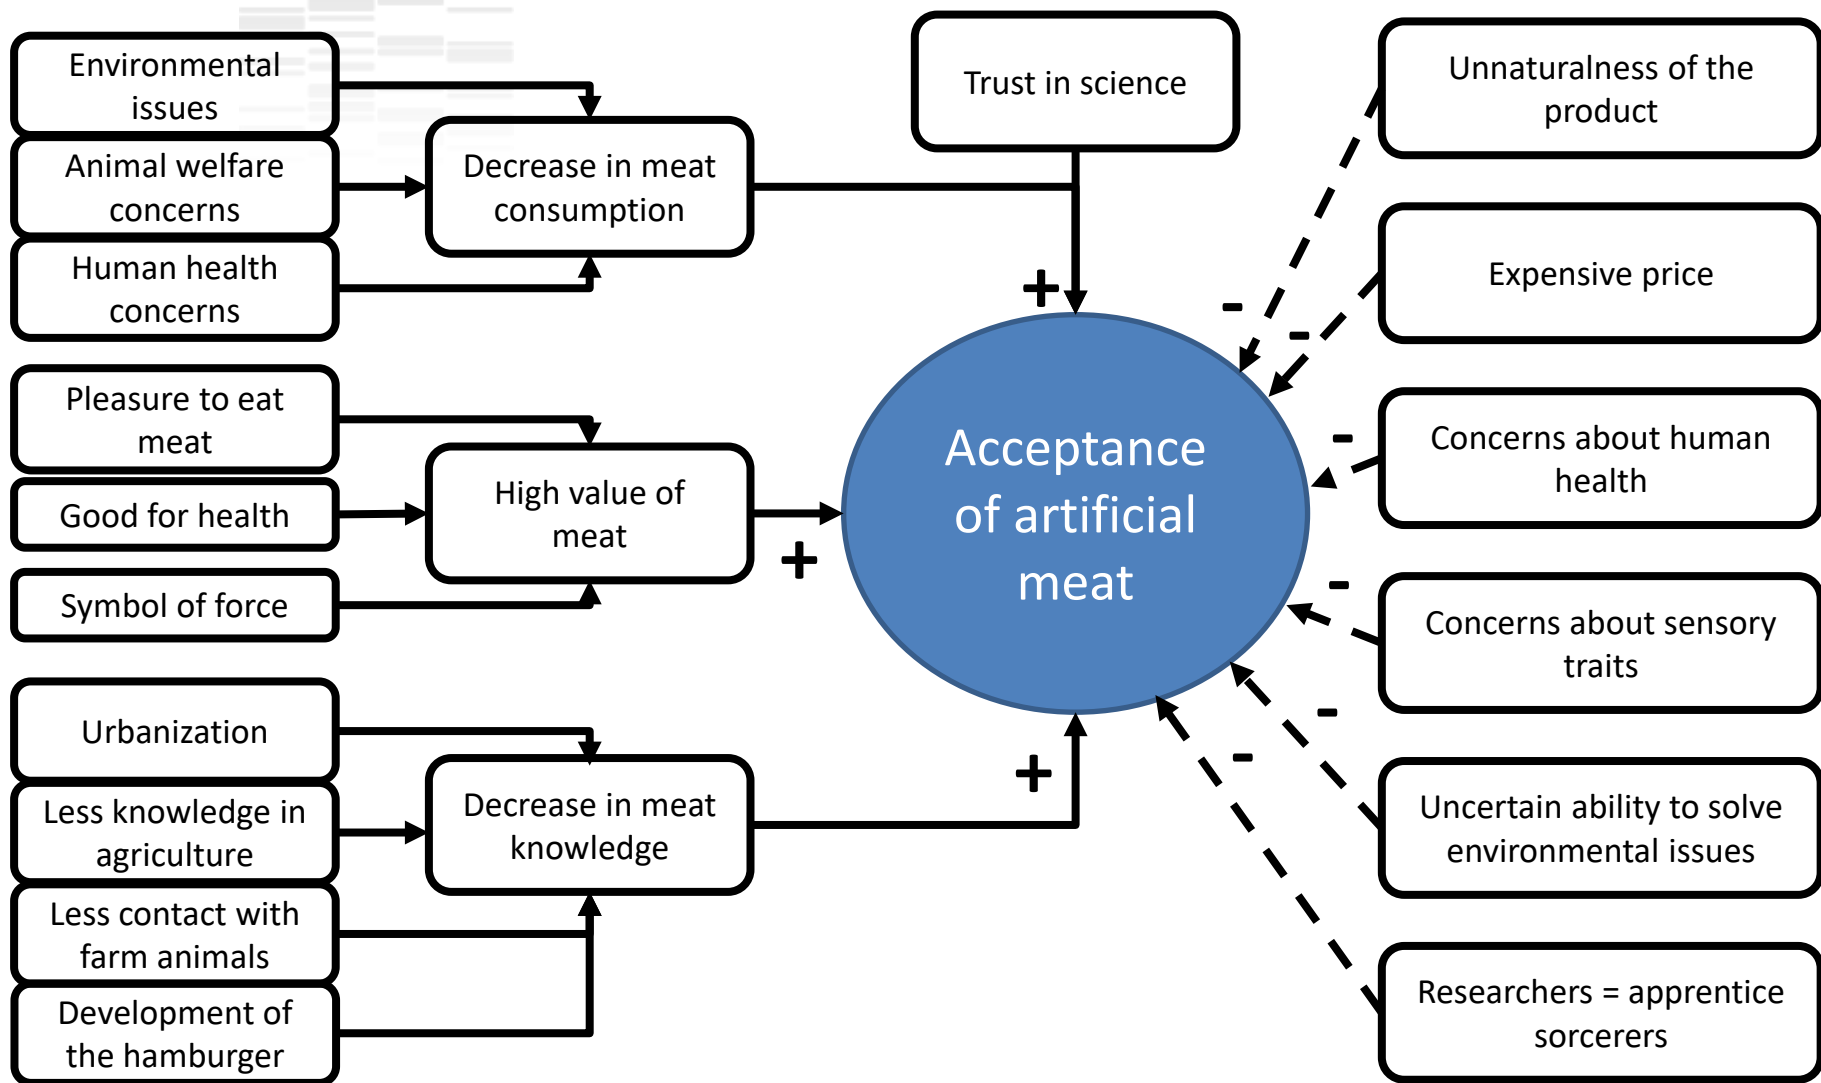 Environmental
issues
Animal welfare
concerns
Human health
concerns
Decrease in meat
consumption
Trust in science
+
Pleasure to eat
meat
Good for health
Symbol of force
High value of
meat
+
Urbanization
Less knowledge in
agriculture
Less contact with
farm animals
Development of
the hamburger
Decrease in meat
knowledge
+
Acceptance
of artificial
meat
Unnaturalness of the
product
-
Expensive price
-
Concerns about human
health
-
Concerns about sensory
traits
-
Uncertain ability to solve
environmental issues
-
Researchers = apprentice
sorcerers
-